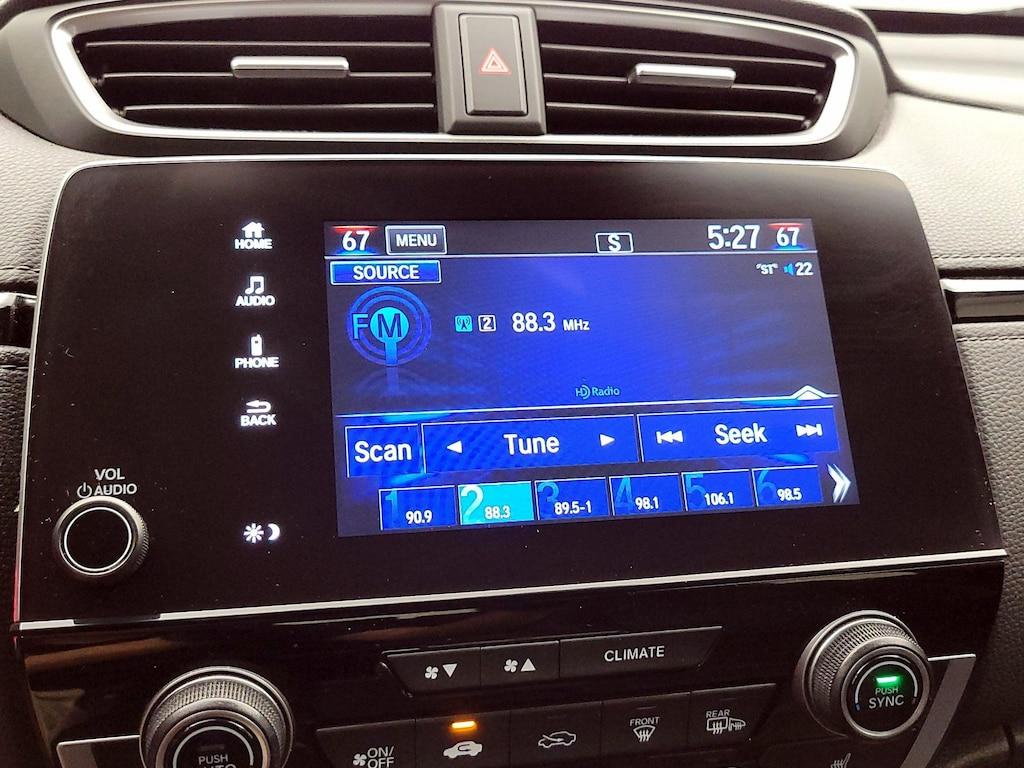 HOME
AUDIO
PHONE
BACK
VOL
AUDIO
67 MENU S 5:27 67
SOURCE "ST" 22
FM 2 88.3 MHz
HD Radio
Scan Tune Seek
1 90.9 2 88.3 3 89.5-1 4 98.1 5 106.1 6 98.5
CLIMATE
PUSH
SYNC
PUSH
AUTO
ON/
OFF
FRONT
REAR